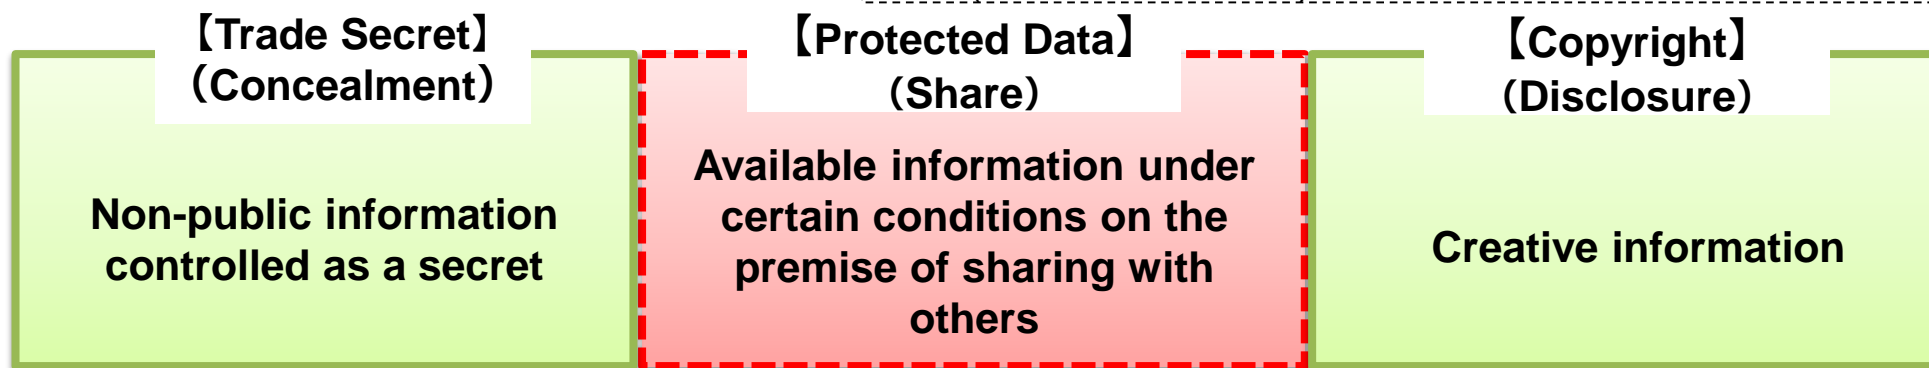 【Trade Secret】
（Concealment）
Non-public information
controlled as a secret
【Protected Data】
（Share）
Available information under
certain conditions on the
premise of sharing with
others
【Copyright】
（Disclosure）
Creative information